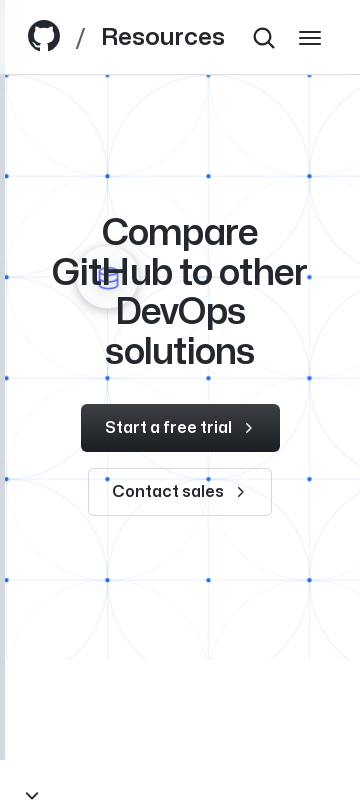 / Resources
Compare
GitHub to other
DevOps
solutions
Start a free trial
Contact sales